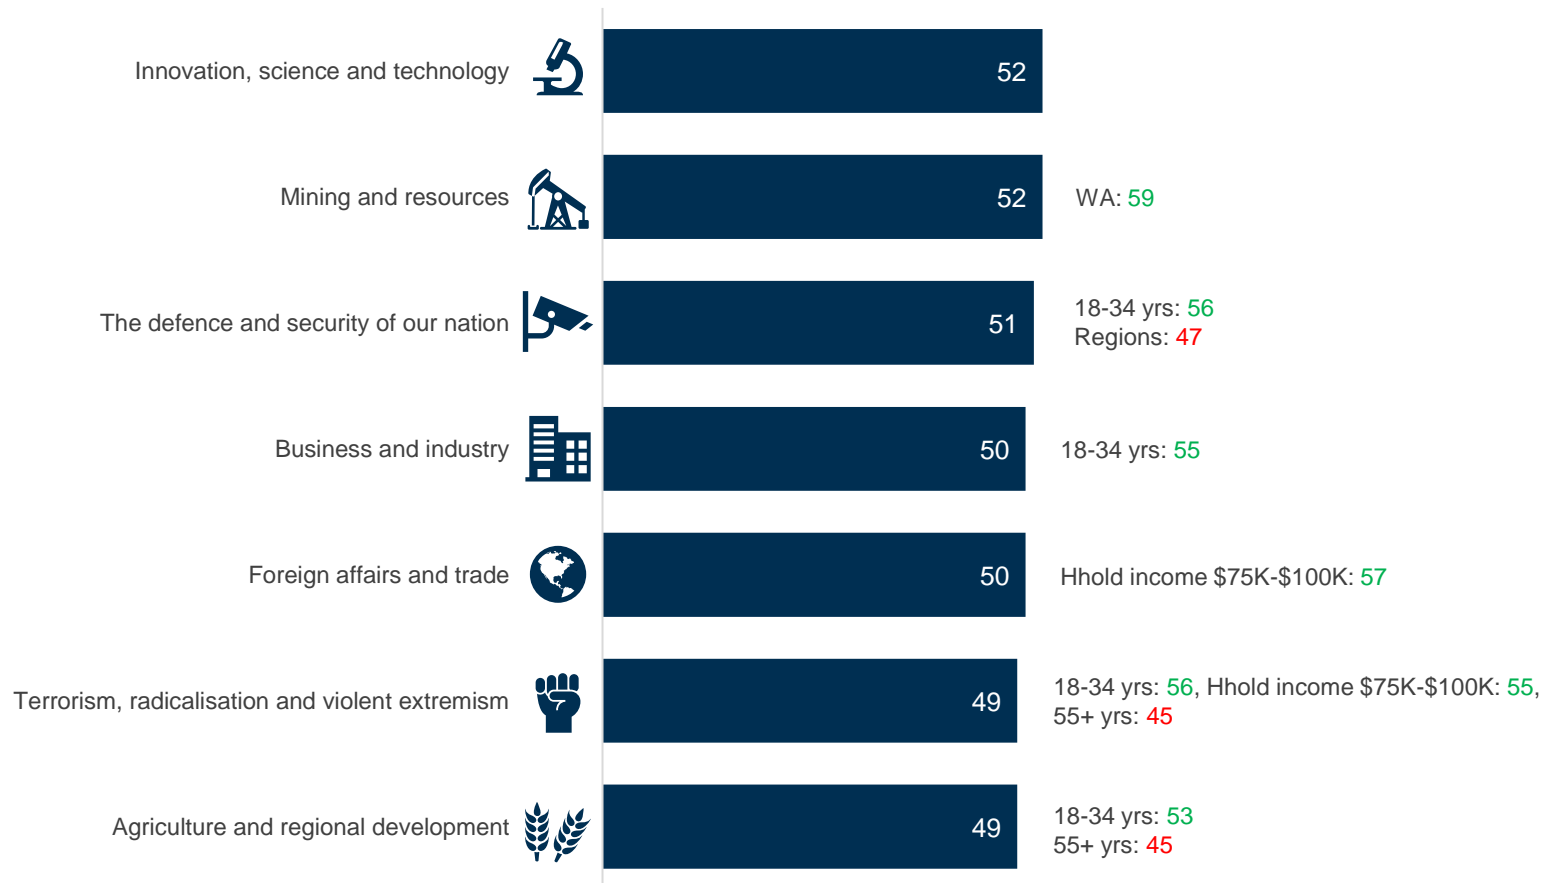 Innovation, science and technology
52
Mining and resources
52
WA: 59
The defence and security of our nation
51
18-34 yrs: 56
Regions: 47
Business and industry
50
18-34 yrs: 55
Foreign affairs and trade
50
Hhold income $75K-$100K: 57
Terrorism, radicalisation and violent extremism
49
18-34 yrs: 56, Hhold income $75K-$100K: 55,
55+ yrs: 45
Agriculture and regional development
49
18-34 yrs: 53
55+ yrs: 45